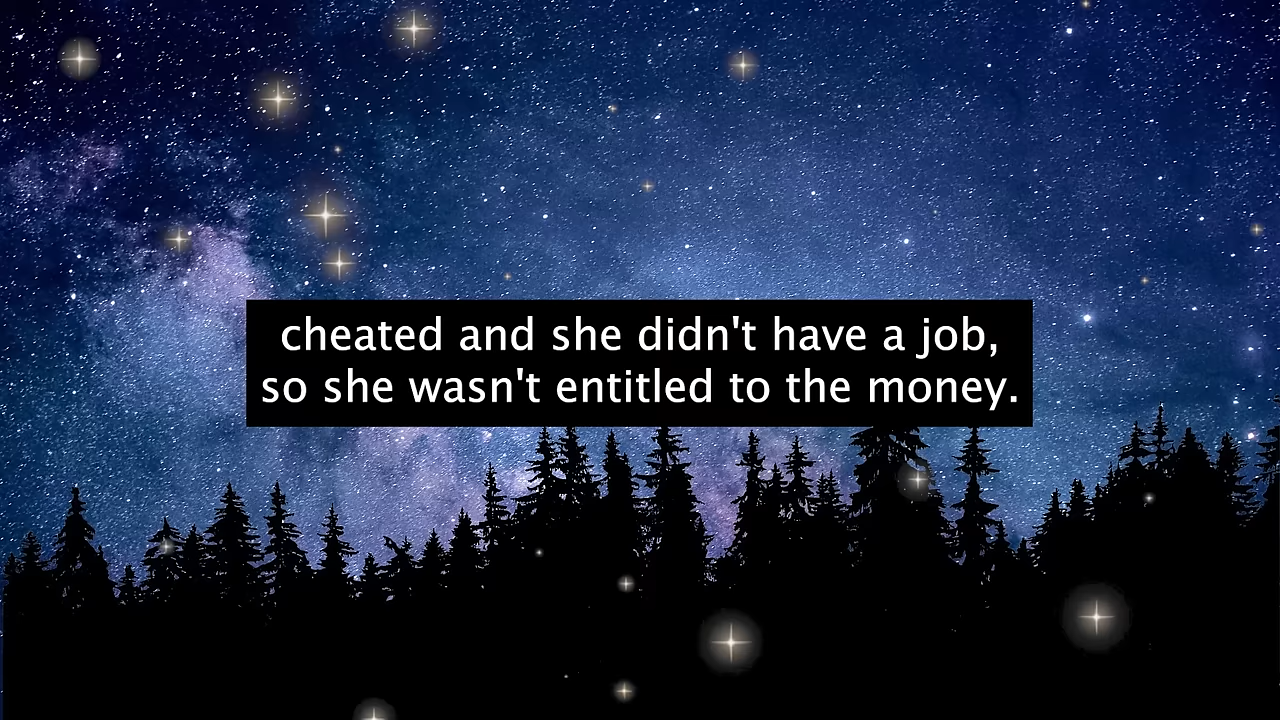 cheated and she didn't have a job,
so she wasn't entitled to the money.